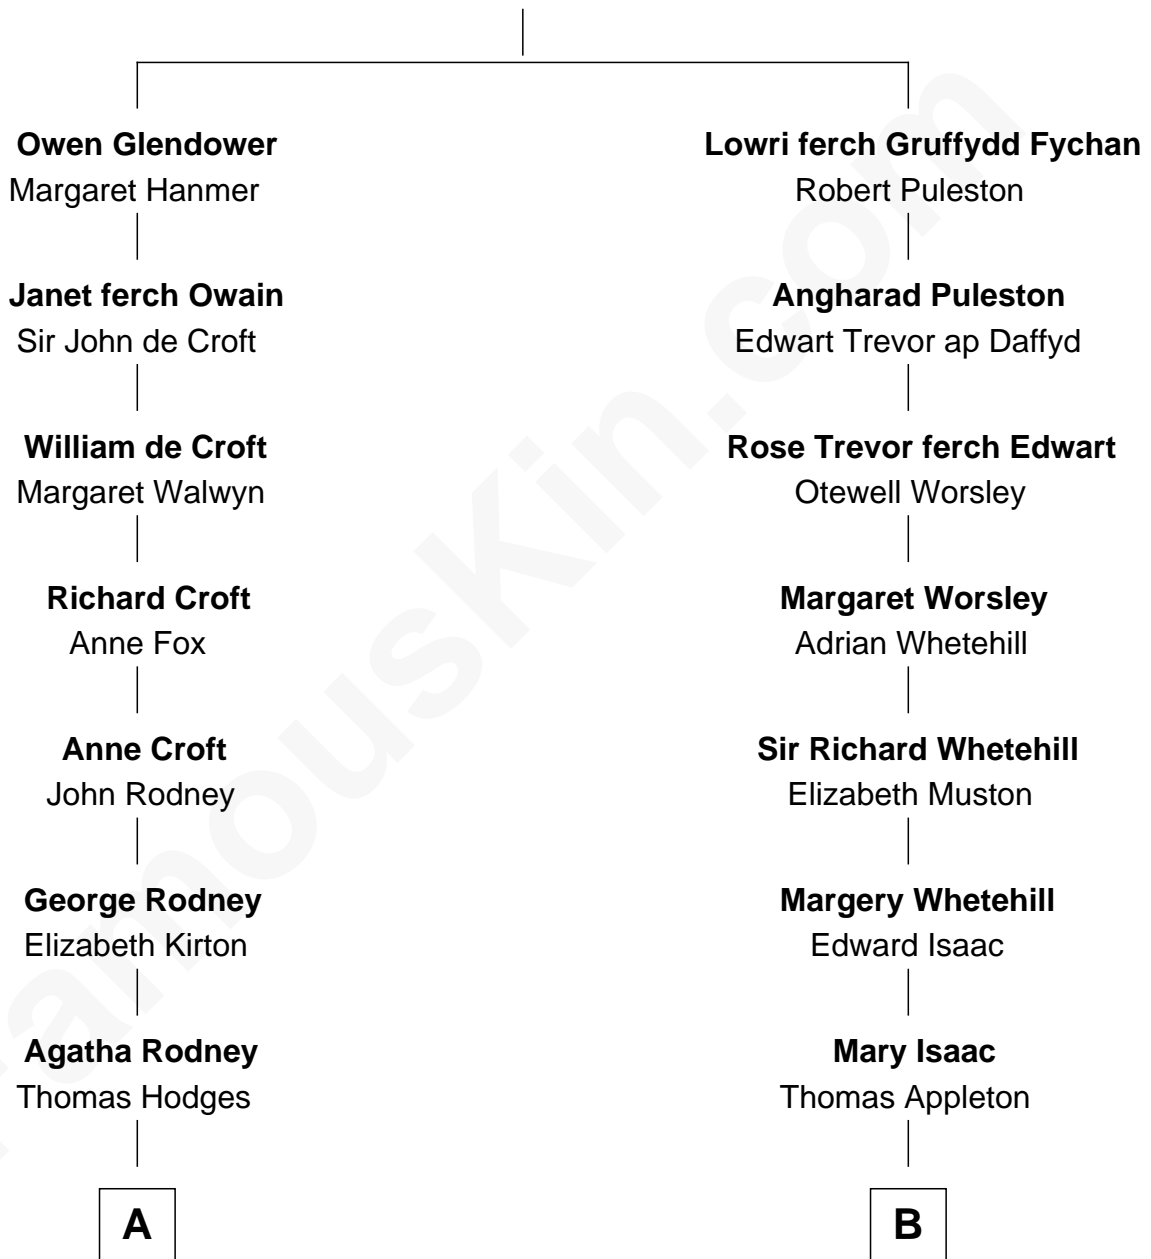 Owen Glendower
Margaret Hanmer
Lowri ferch Gruffydd Fychan
Robert Puleston
Janet ferch Owain
Sir John de Croft
Angharad Puleston
Edwart Trevor ap Daffyd
William de Croft
Margaret Walwyn
Rose Trevor ferch Edwart
Otewell Worsley
Richard Croft
Anne Fox
Margaret Worsley
Adrian Whetehill
Anne Croft
John Rodney
Sir Richard Whetehill
Elizabeth Muston
George Rodney
Elizabeth Kirton
Margery Whetehill
Edward Isaac
Agatha Rodney
Thomas Hodges
Mary Isaac
Thomas Appleton
A
B
FamousKin.com